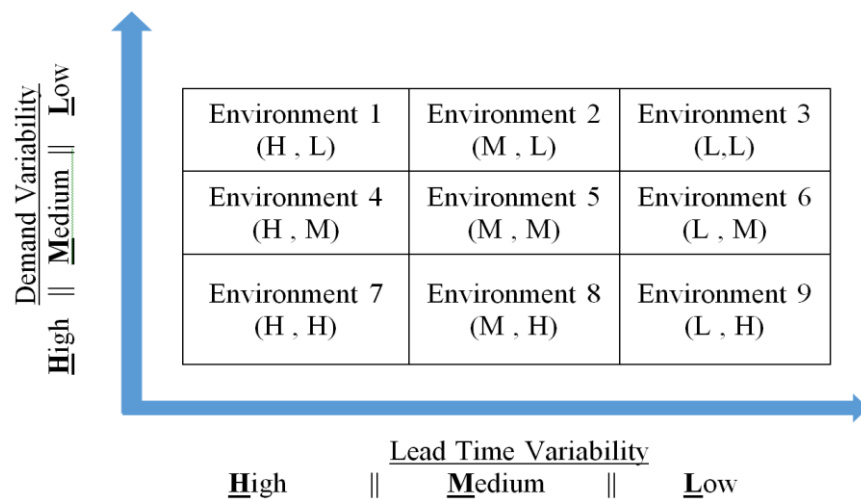 Demand Variability
High || Medium || Low
Environment 1
(H , L)
Environment 2
(M , L)
Environment 3
(L,L)
Environment 4
(H , M)
Environment 5
(M , M)
Environment 6
(L , M)
Environment 7
(H , H)
Environment 8
(M , H)
Environment 9
(L , H)
Lead Time Variability
High || Medium || Low